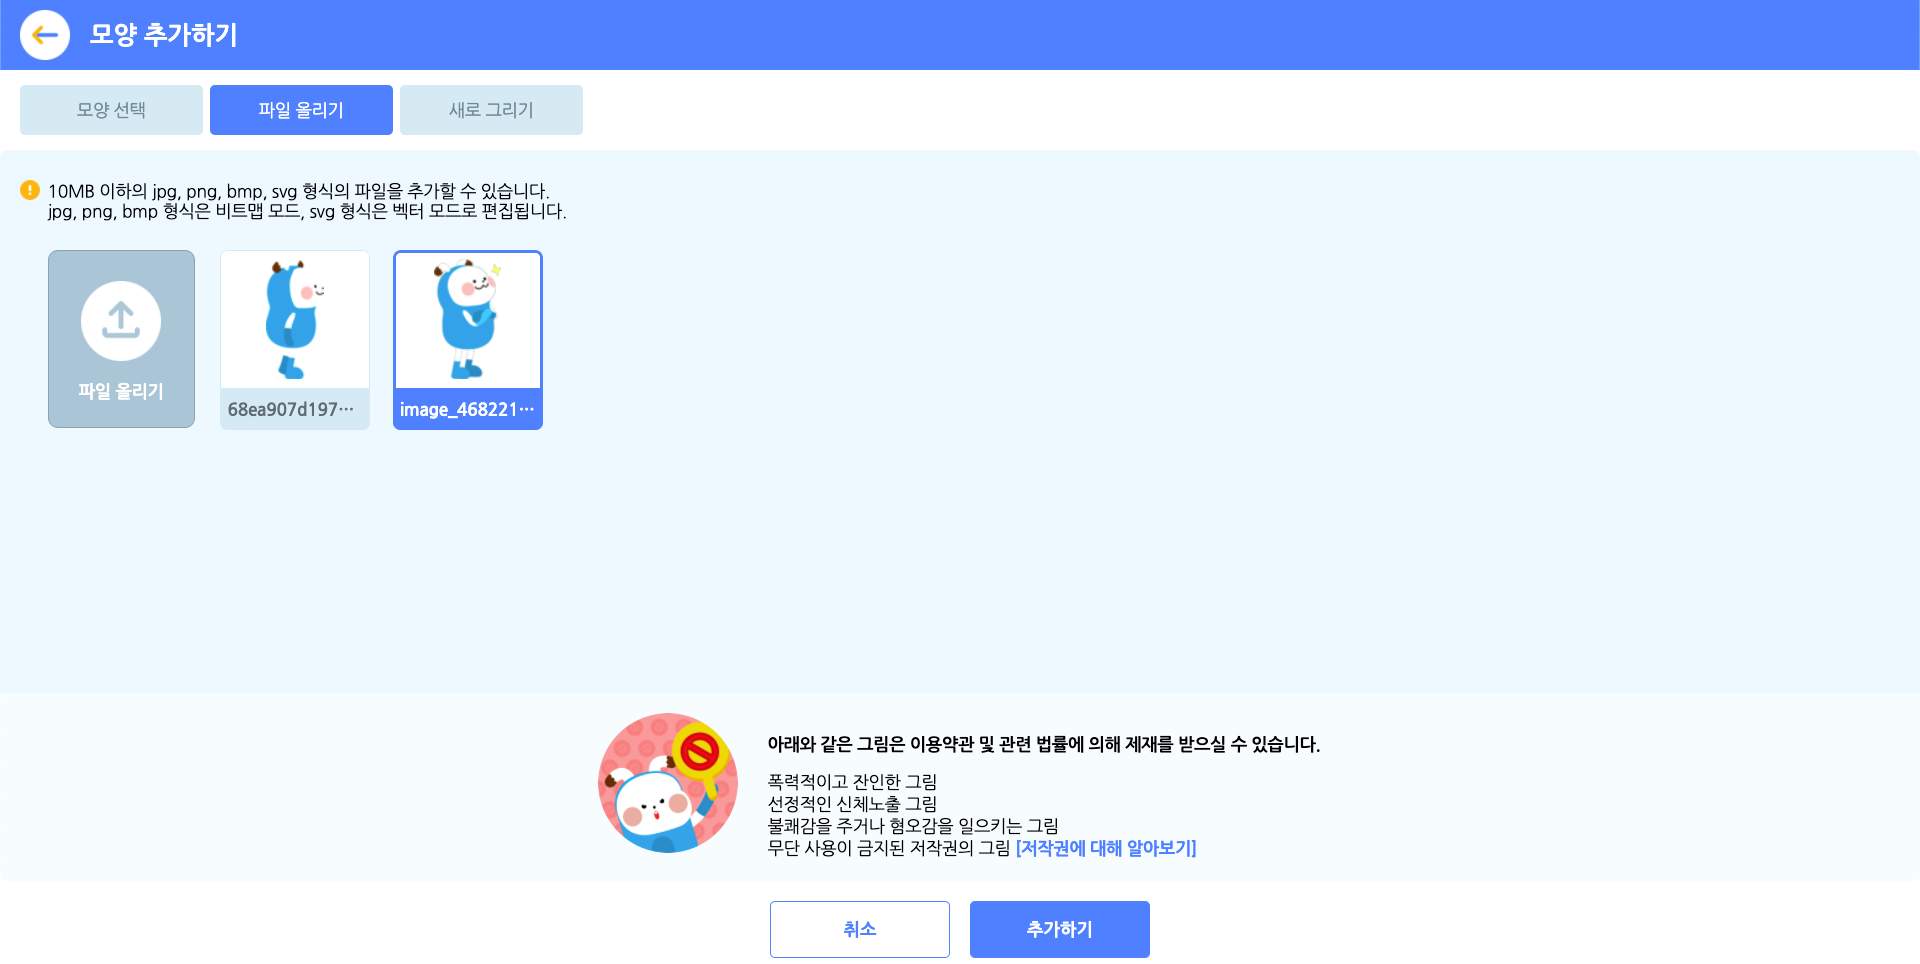 모양 추가하기
모양 선택
파일 올리기
새로 그리기
10MB 이하의 jpg, png, bmp, svg 형식의 파일을 추가할 수 있습니다.
jpg, png, bmp 형식은 비트맵 모드, svg 형식은 벡터 모드로 편집됩니다.
파일 올리기
68ea907d197…
image_468221…
아래와 같은 그림은 이용약관 및 관련 법률에 의해 제재를 받으실 수 있습니다.
폭력적이고 잔인한 그림
선정적인 신체노출 그림
불쾌감을 주거나 혐오감을 일으키는 그림
무단 사용이 금지된 저작권의 그림 [저작권에 대해 알아보기]
취소
추가하기